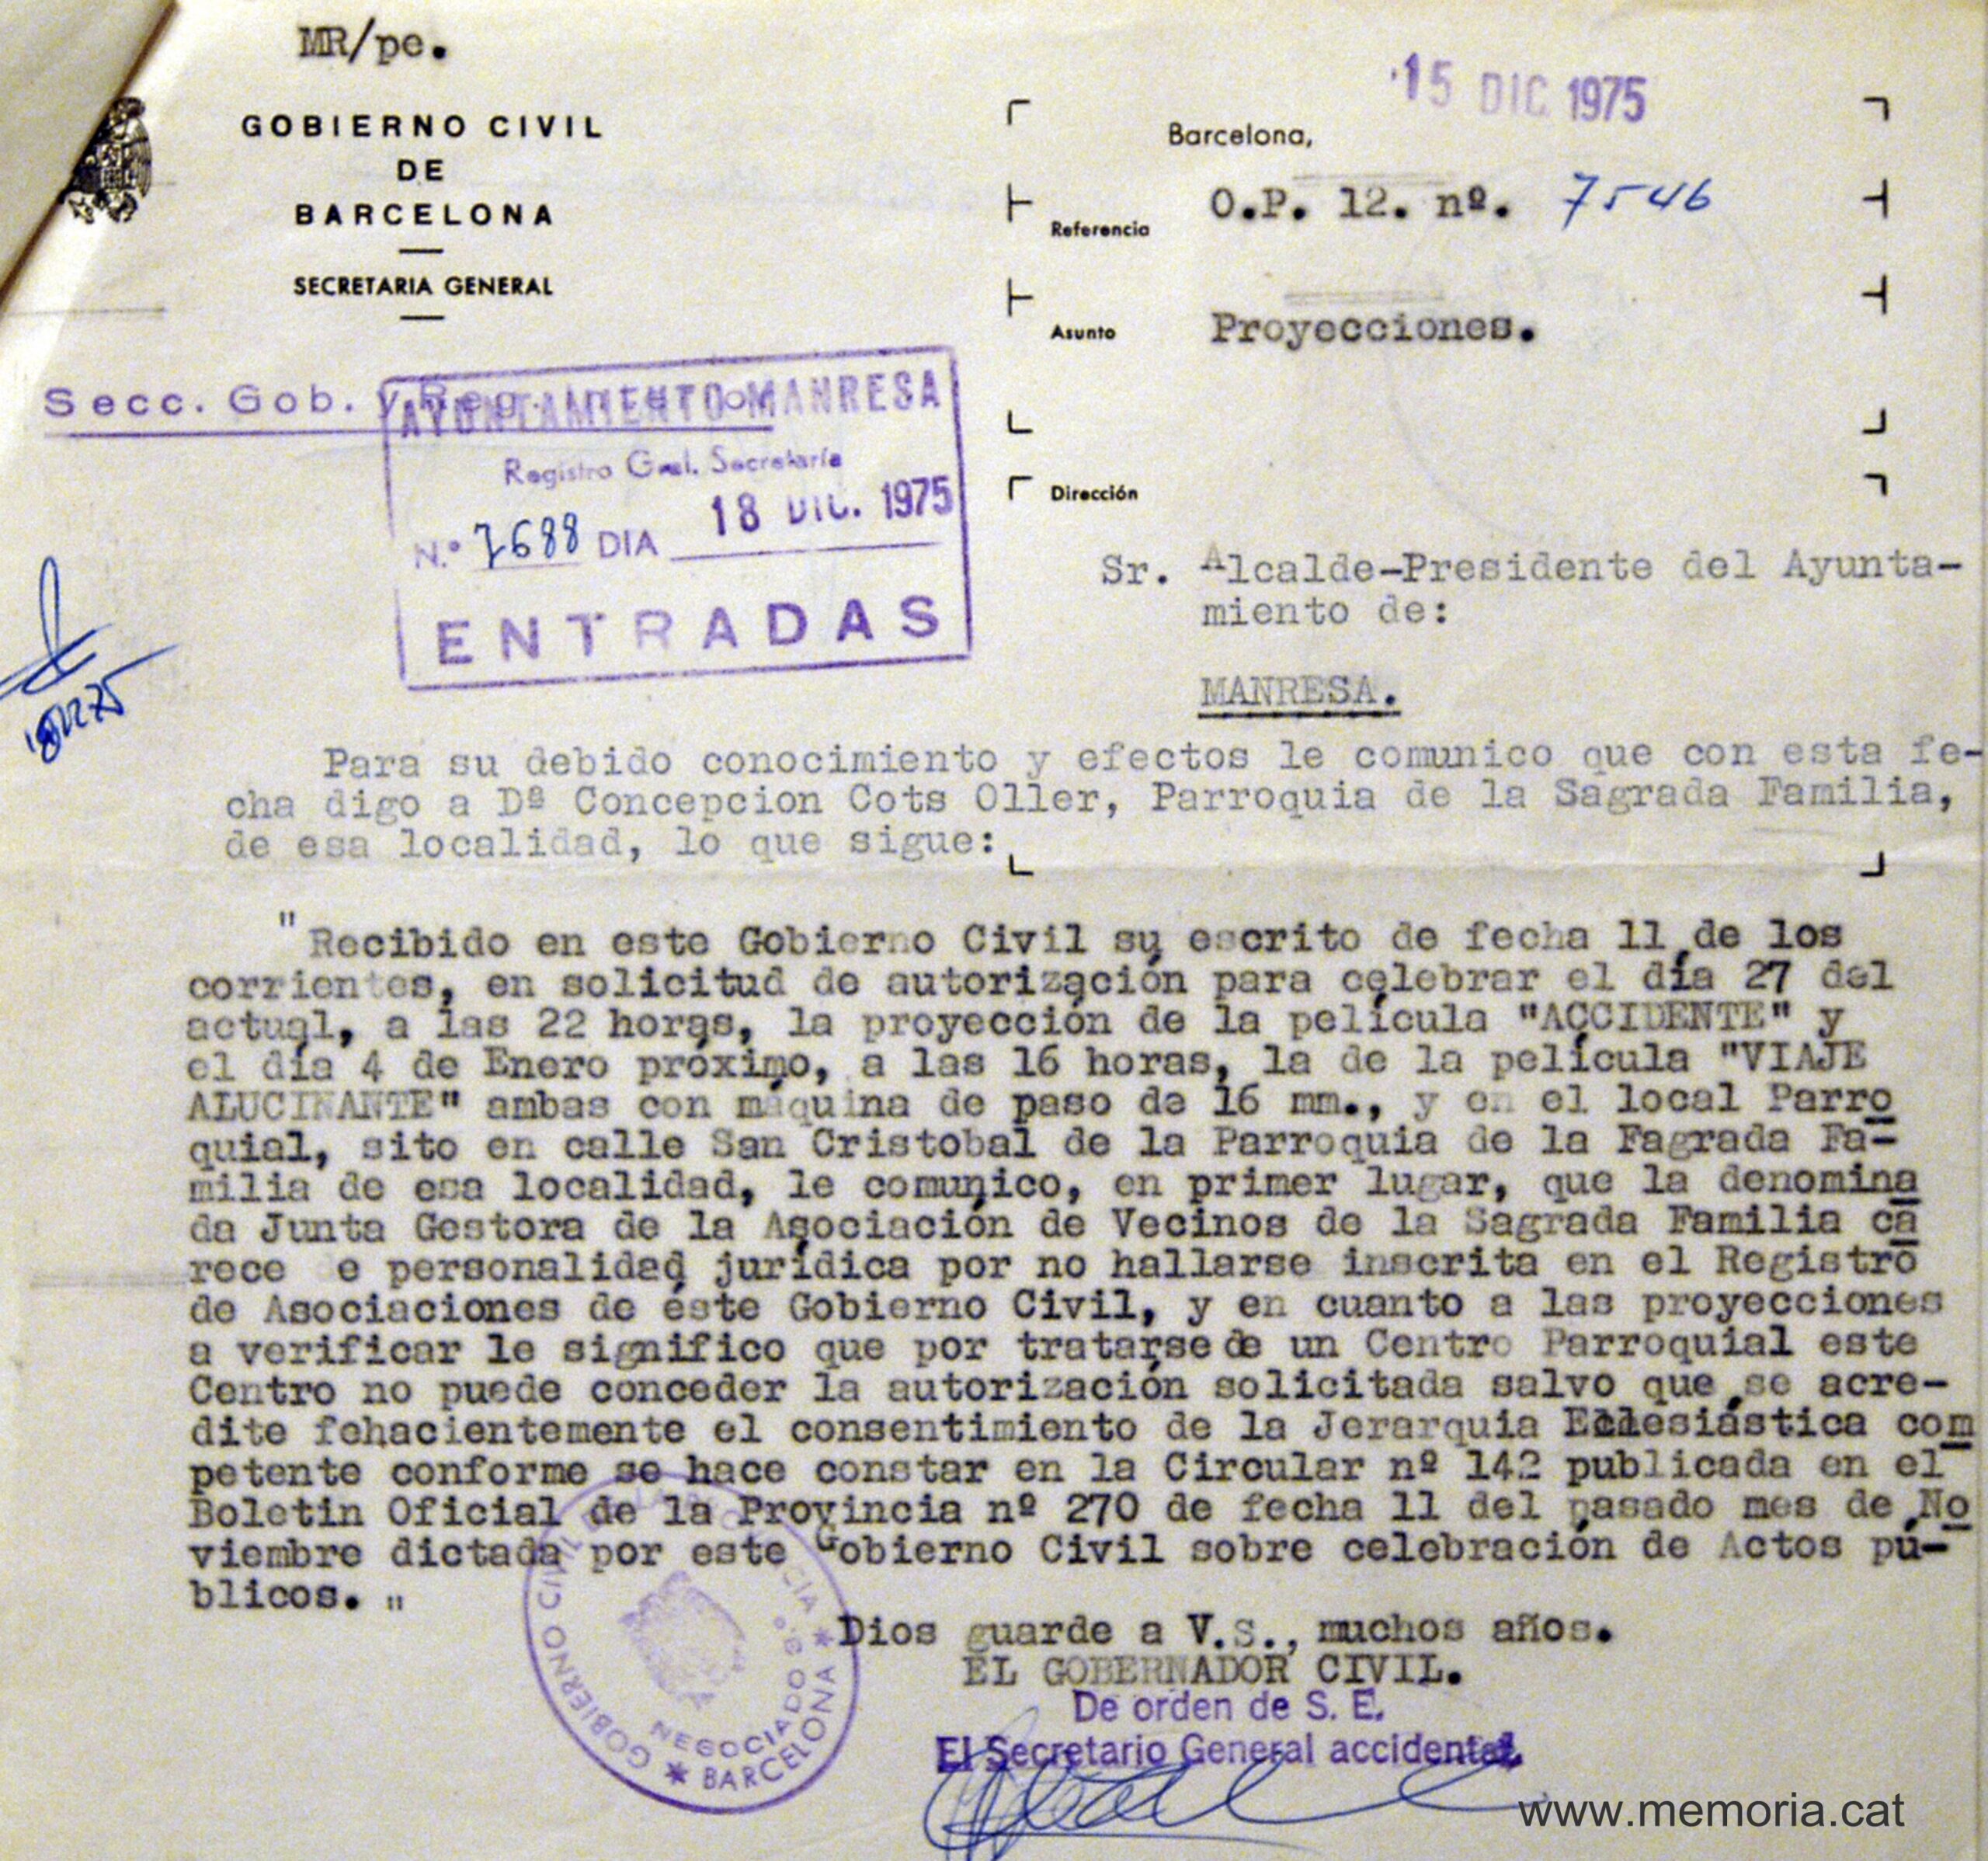 MR/pe.
GOBIERNO CIVIL
DE
BARCELONA
SECRETARIA GENERAL
15 DIC 1975
Barcelona,
Referencia O.P. 12. nº. 7546
Asunto Proyecciones.
Secc. Gob. y Reg. Interior
AYUNTAMIENTO MANRESA
Registro Gral. Secretaría
N.º 7688 DIA 18 DIC. 1975
ENTRADAS
Dirección
Sr. Alcalde-Presidente del Ayunta-
miento de:
MANRESA.
Para su debido conocimiento y efectos le comunico que con esta fe-
cha digo a Dª Concepcion Cots Oller, Parroquia de la Sagrada Familia,
de esa localidad, lo que sigue:
"Recibido en este Gobierno Civil su escrito de fecha 11 de los
corrientes, en solicitud de autorización para celebrar el día 27 del
actual, a las 22 horas, la proyección de la película "ACCIDENTE" y
el día 4 de Enero próximo, a las 16 horas, la de la película "VIAJE
ALUCINANTE" ambas con máquina de paso de 16 mm., y en el local Parro
quial, sito en calle San Cristobal de la Parroquia de la Fagrada Fa-
milia de esa localidad, le comunico, en primer lugar, que la denomina
da Junta Gestora de la Asociación de Vecinos de la Sagrada Familia ca
rece e personalidad jurídica por no hallarse inscrita en el Registro
de Asociaciones de éste Gobierno Civil, y en cuanto a las proyecciones
a verificar le significo que por tratarse de un Centro Parroquial este
Centro no puede conceder la autorización solicitada salvo que se acre-
dite fehacientemente el consentimiento de la Jerarquia Eclesiástica com
petente conforme se hace constar en la Circular nº 142 publicada en el
Boletin Oficial de la Provincia nº 270 de fecha 11 del pasado mes de No
viembre dictada por este Gobierno Civil sobre celebración de Actos pú-
blicos. "
Dios guarde a V.S., muchos años.
EL GOBERNADOR CIVIL.
De orden de S. E.
El Secretario General accidental
GOBIERNO CIVIL DE LA PROVINCIA * BARCELONA *
NEGOCIADO
www.memoria.cat